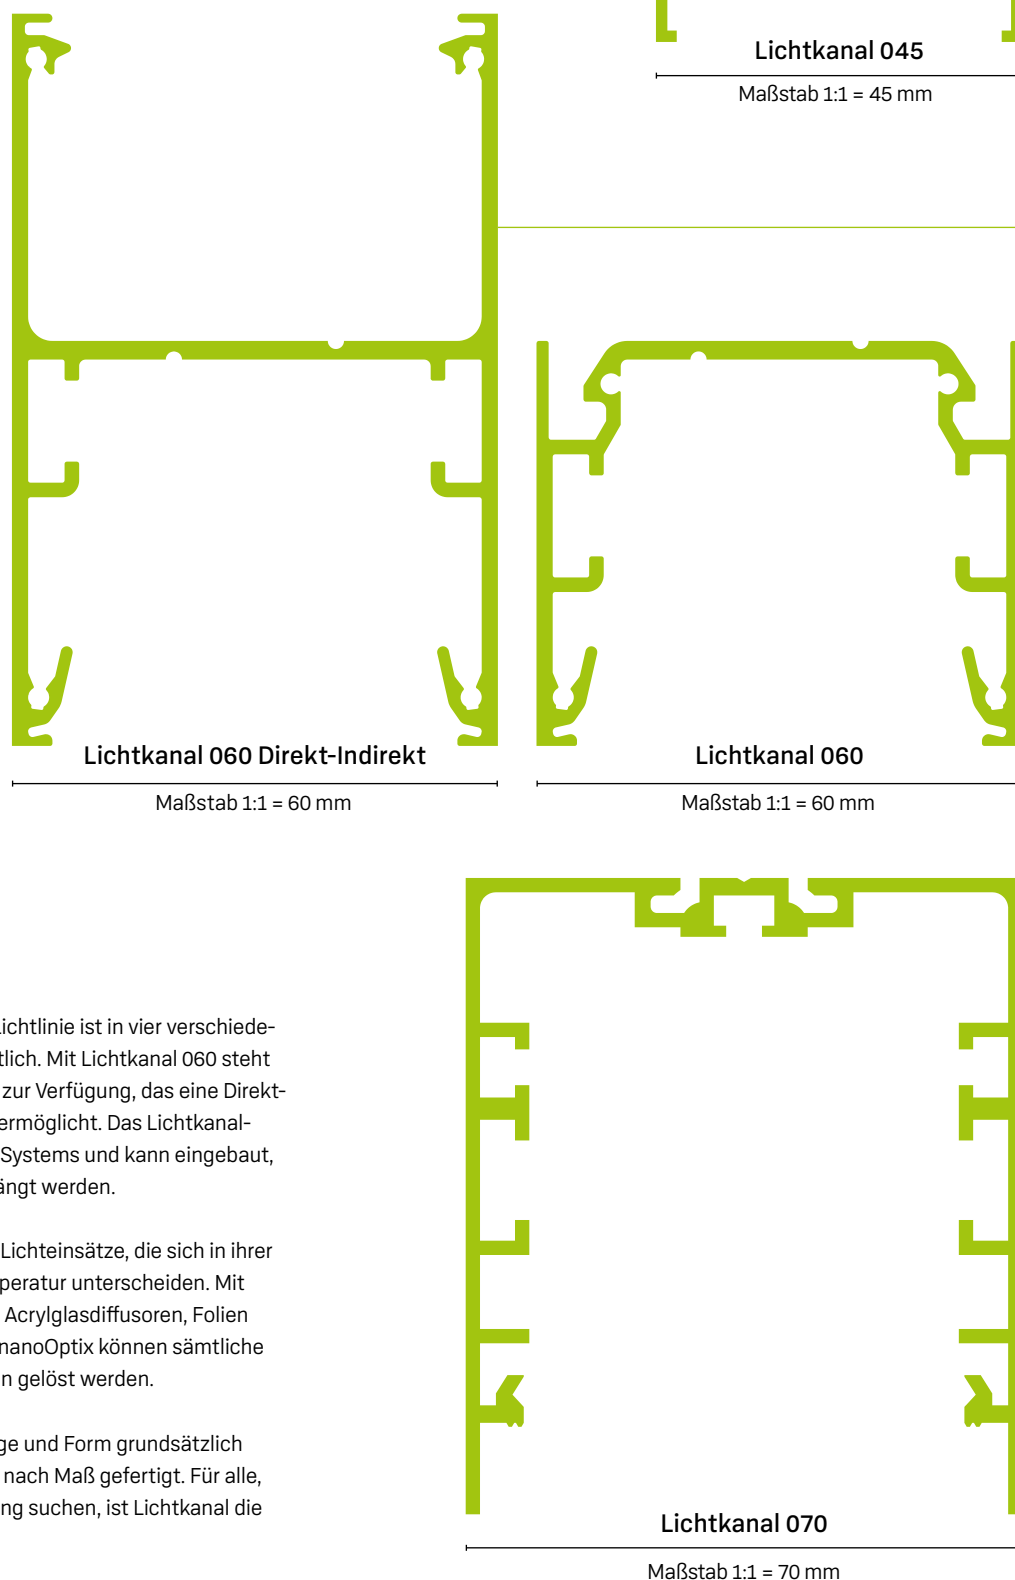 Lichtkanal 045
Maßstab 1:1 = 45 mm
Lichtkanal 060 Direkt-Indirekt
Maßstab 1:1 = 60 mm
Lichtkanal 060
Maßstab 1:1 = 60 mm
ichtlinie ist in vier verschiede-
tlich. Mit Lichtkanal 060 steht
zur Verfügung, das eine Direkt-
ermöglicht. Das Lichtkanal-
Systems und kann eingebaut,
ängt werden.
Lichteinsätze, die sich in ihrer
peratur unterscheiden. Mit
Acrylglasdiffusoren, Folien
nanoOptix können sämtliche
n gelöst werden.
ge und Form grundsätzlich
nach Maß gefertigt. Für alle,
ng suchen, ist Lichtkanal die
Lichtkanal 070
Maßstab 1:1 = 70 mm